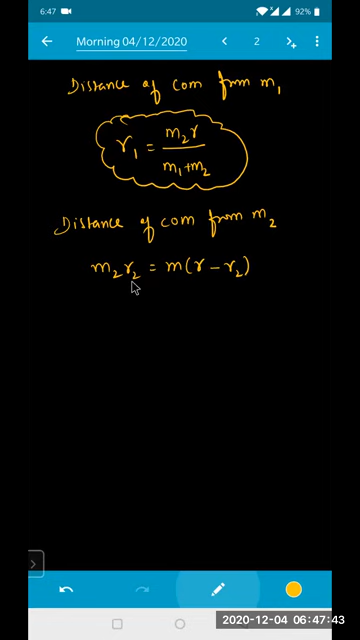 6:47 92%
Morning 04/12/2020 2
Distance of com from m₁
r₁ = m₂r / m₁+m₂
Distance of com from m₂
m₂r₂ = m(r − r₂)
2020-12-04 06:47:43